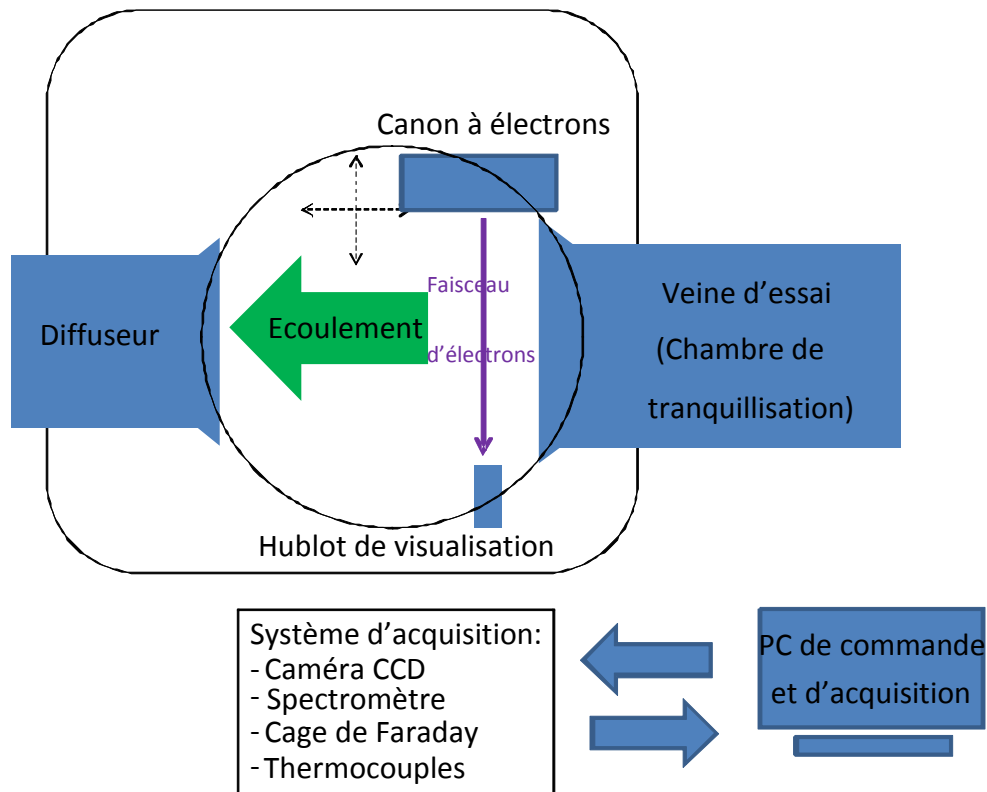 Canon à électrons
Faisceau
d'électrons
Ecoulement
Diffuseur
Veine d'essai
(Chambre de
tranquillisation)
Hublot de visualisation
Système d'acquisition:
- Caméra CCD
- Spectromètre
- Cage de Faraday
- Thermocouples
PC de commande
et d'acquisition